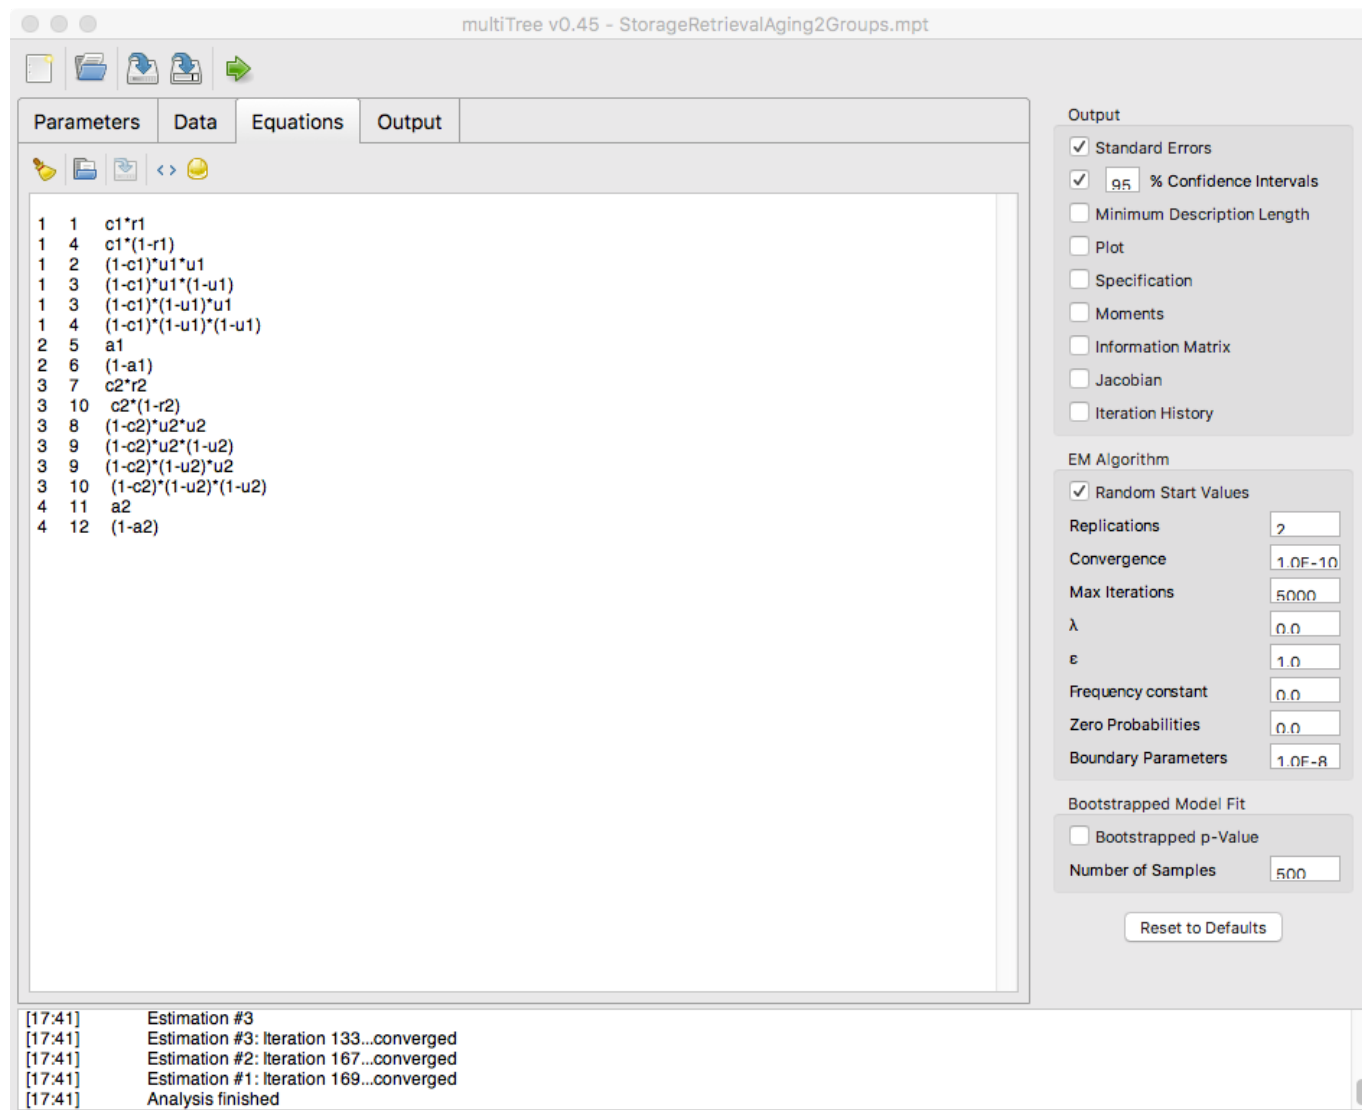 multiTree v0.45 - StorageRetrievalAging2Groups.mpt
Parameters Data Equations Output
1 1 c1*r1
1 4 c1*(1-r1)
1 2 (1-c1)*u1*u1
1 3 (1-c1)*u1*(1-u1)
1 3 (1-c1)*(1-u1)*u1
1 4 (1-c1)*(1-u1)*(1-u1)
2 5 a1
2 6 (1-a1)
3 7 c2*r2
3 10 c2*(1-r2)
3 8 (1-c2)*u2*u2
3 9 (1-c2)*u2*(1-u2)
3 9 (1-c2)*(1-u2)*u2
3 10 (1-c2)*(1-u2)*(1-u2)
4 11 a2
4 12 (1-a2)
Output
Standard Errors
95 % Confidence Intervals
Minimum Description Length
Plot
Specification
Moments
Information Matrix
Jacobian
Iteration History
EM Algorithm
Random Start Values
Replications 2
Convergence 1.0E-10
Max Iterations 5000
λ 0.0
ε 1.0
Frequency constant 0.0
Zero Probabilities 0.0
Boundary Parameters 1.0E-8
Bootstrapped Model Fit
Bootstrapped p-Value
Number of Samples 500
Reset to Defaults
[17:41] Estimation #3
[17:41] Estimation #3: Iteration 133...converged
[17:41] Estimation #2: Iteration 167...converged
[17:41] Estimation #1: Iteration 169...converged
[17:41] Analysis finished